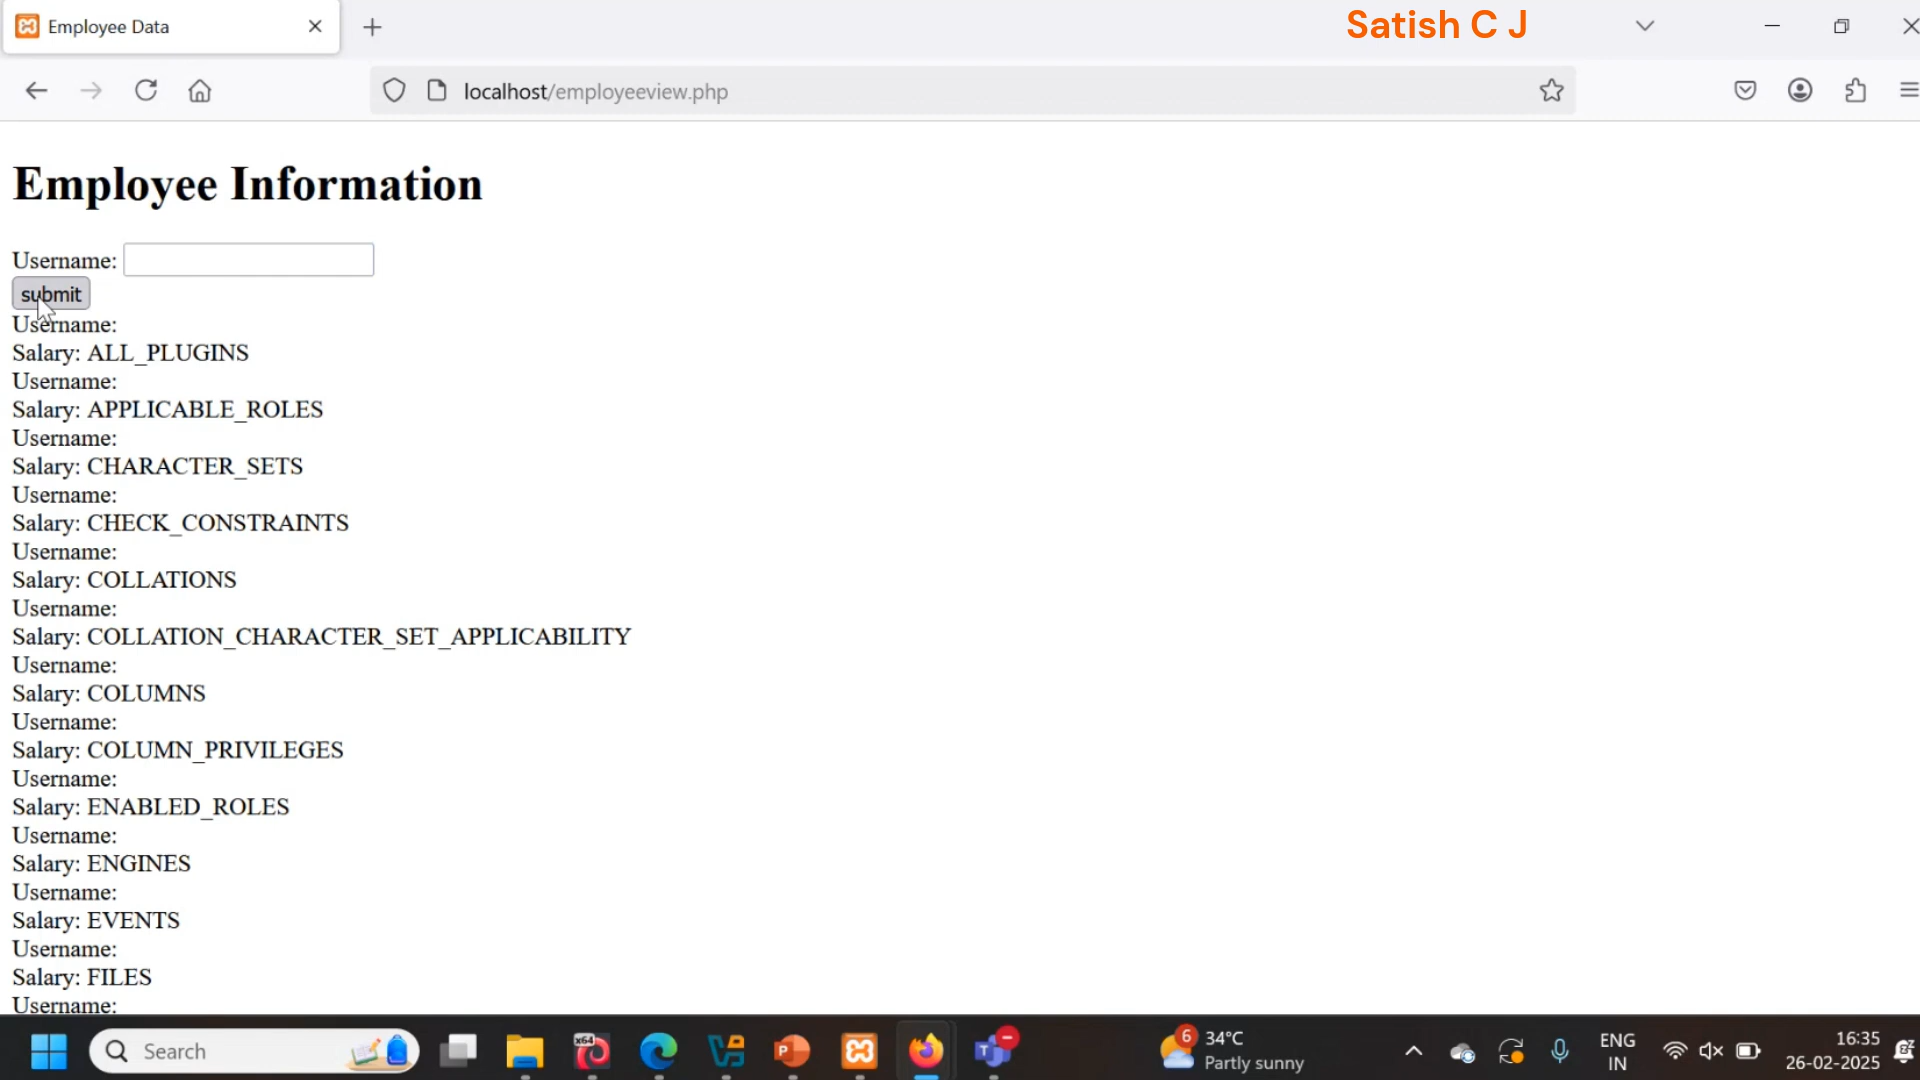 Employee Data
Satish C J
localhost/employeeview.php
Employee Information
Username:
submit
Username:
Salary: ALL_PLUGINS
Username:
Salary: APPLICABLE_ROLES
Username:
Salary: CHARACTER_SETS
Username:
Salary: CHECK_CONSTRAINTS
Username:
Salary: COLLATIONS
Username:
Salary: COLLATION_CHARACTER_SET_APPLICABILITY
Username:
Salary: COLUMNS
Username:
Salary: COLUMN_PRIVILEGES
Username:
Salary: ENABLED_ROLES
Username:
Salary: ENGINES
Username:
Salary: EVENTS
Username:
Salary: FILES
Username:
Search
x64
P
T
6
34°C
Partly sunny
ENG
IN
16:35
26-02-2025